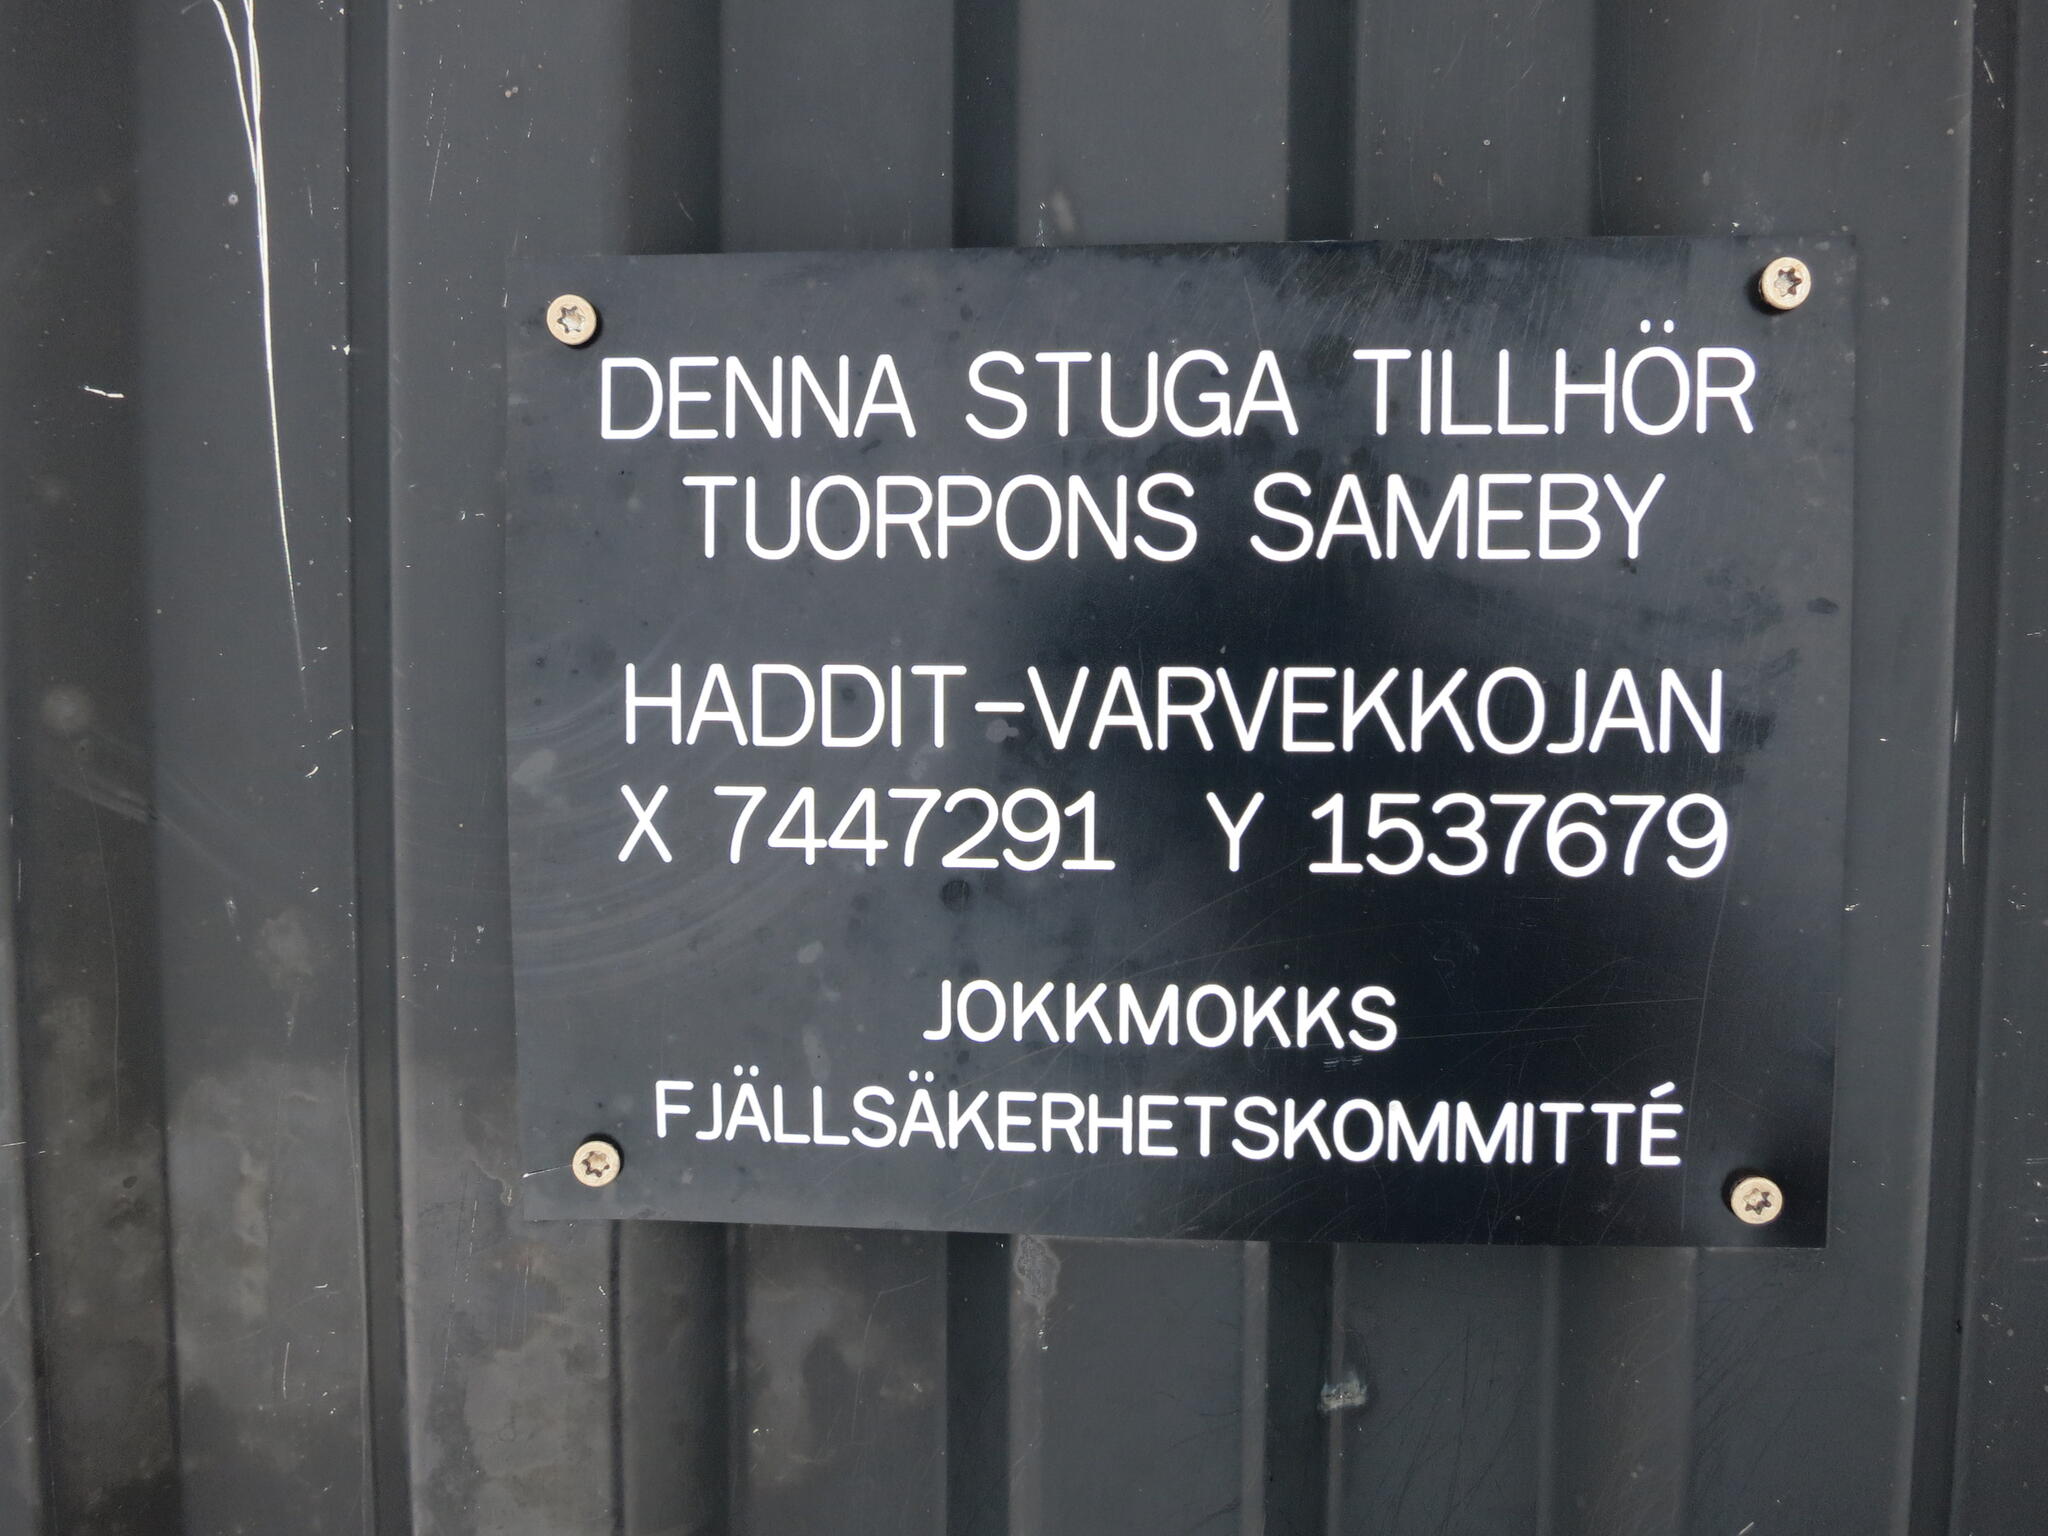 DENNA STUGA TILLHÖR
TUORPONS SAMEBY
HADDIT-VARVEKKOJAN
X 7447291 Y 1537679
JOKKMOKKS
FJÄLLSÄKERHETSKOMMITTÉ